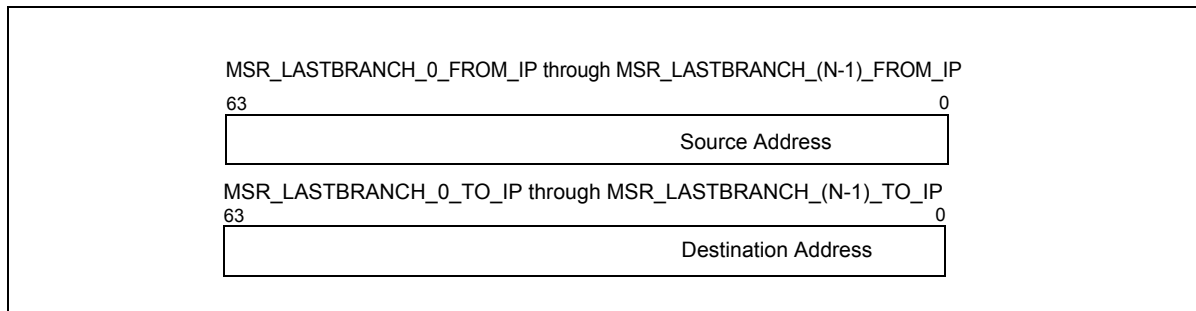 MSR_LASTBRANCH_0_FROM_IP through MSR_LASTBRANCH_(N-1)_FROM_IP
63 0
Source Address
MSR_LASTBRANCH_0_TO_IP through MSR_LASTBRANCH_(N-1)_TO_IP
63 0
Destination Address